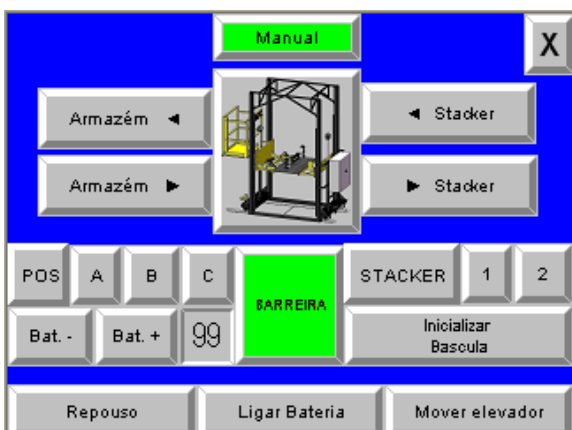 Manual
X
Armazém ◄
◄ Stacker
Armazém ►
► Stacker
POS
A
B
C
BARREIRA
STACKER
1
2
Bat. -
Bat. +
99
Inicializar
Bascula
Repouso
Ligar Bateria
Mover elevador